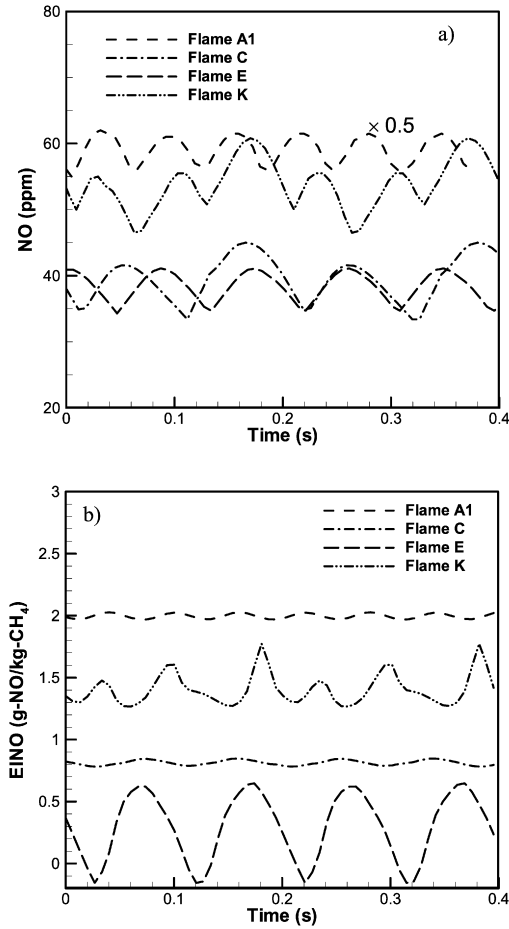 80
a)
Flame A1
Flame C
Flame E
Flame K
× 0.5
60
NO (ppm)
40
20
0
0.1
0.2
0.3
0.4
Time (s)
3
b)
Flame A1
Flame C
Flame E
Flame K
2.5
2
EINO (g-NO/kg-CH₄)
1.5
1
0.5
0
0
0.1
0.2
0.3
0.4
Time (s)